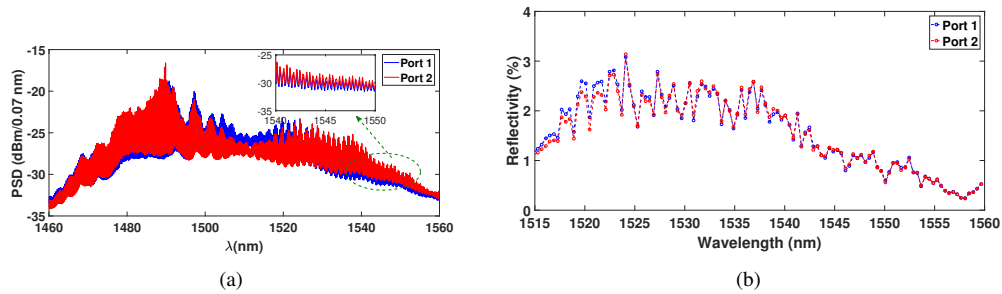 -15
-20
-25
-30
-35
PSD (dBm/0.07 nm)
1460 1480 1500 1520 1540 1560
λ(nm)
-25
-30
-35
1540 1545 1550
Port 1
Port 2
(a)
4
3
2
1
0
Reflectivity (%)
1515 1520 1525 1530 1535 1540 1545 1550 1555 1560
Wavelength (nm)
Port 1
Port 2
(b)